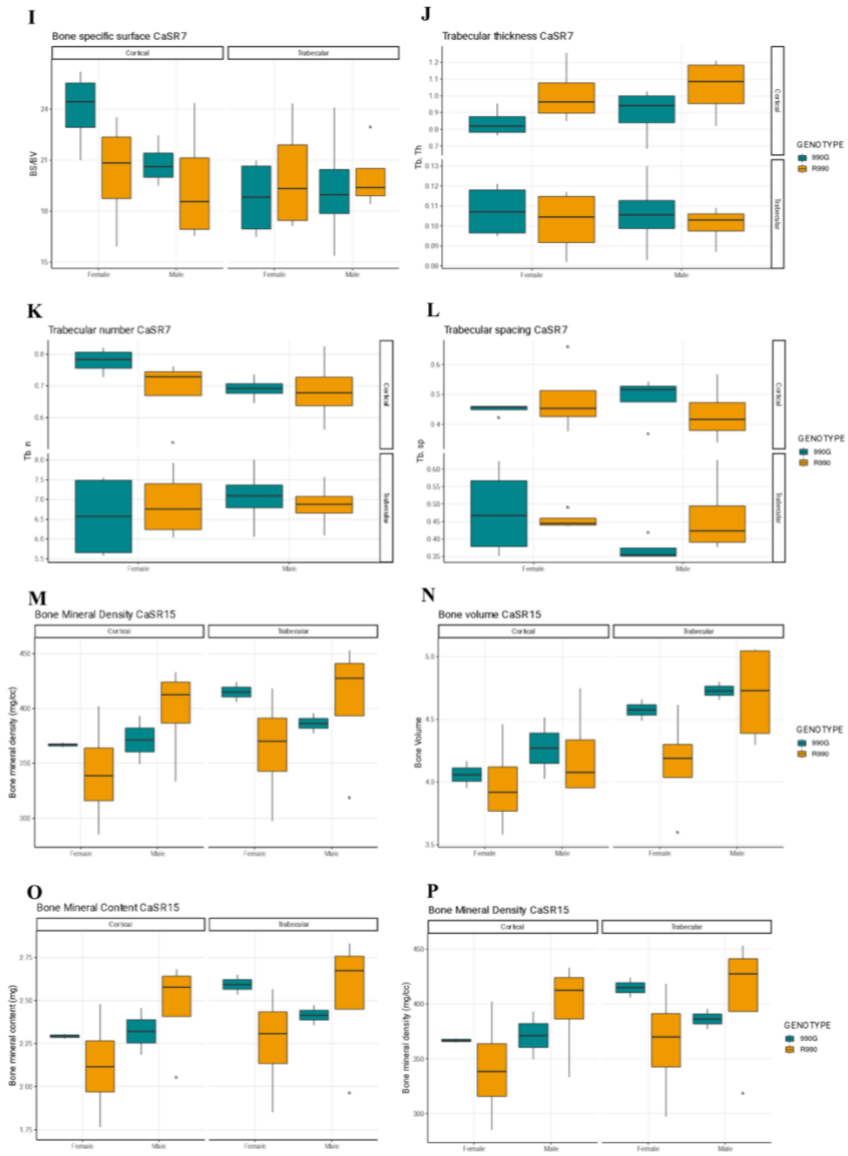 I
Bone specific surface CaSR7
Cortical
Trabecular
BS/BV
24
21
18
15
Female
Male
Female
Male
J
Trabecular thickness CaSR7
Tb. Th
1.2
1.1
1.0
0.9
0.8
0.7
Cortical
0.13
0.12
0.11
0.10
0.09
0.08
Trabecular
Female
Male
GENOTYPE
990G
R990
K
Trabecular number CaSR7
Tb. n
0.8
0.7
0.6
Cortical
8.0
7.5
7.0
6.5
6.0
5.5
Trabecular
Female
Male
L
Trabecular spacing CaSR7
Tb. sp
0.6
0.5
0.4
Cortical
0.60
0.55
0.50
0.45
0.40
0.35
Trabecular
Female
Male
GENOTYPE
990G
R990
M
Bone Mineral Density CaSR15
Cortical
Trabecular
Bone mineral density (mg/cc)
450
400
350
300
Female
Male
Female
Male
N
Bone volume CaSR15
Cortical
Trabecular
Bone Volume
5.0
4.5
4.0
3.5
Female
Male
Female
Male
GENOTYPE
990G
R990
O
Bone Mineral Content CaSR15
Cortical
Trabecular
Bone mineral content (mg)
2.75
2.50
2.25
2.00
1.75
Female
Male
Female
Male
P
Bone Mineral Density CaSR15
Cortical
Trabecular
Bone mineral density (mg/cc)
450
400
350
300
Female
Male
Female
Male
GENOTYPE
990G
R990